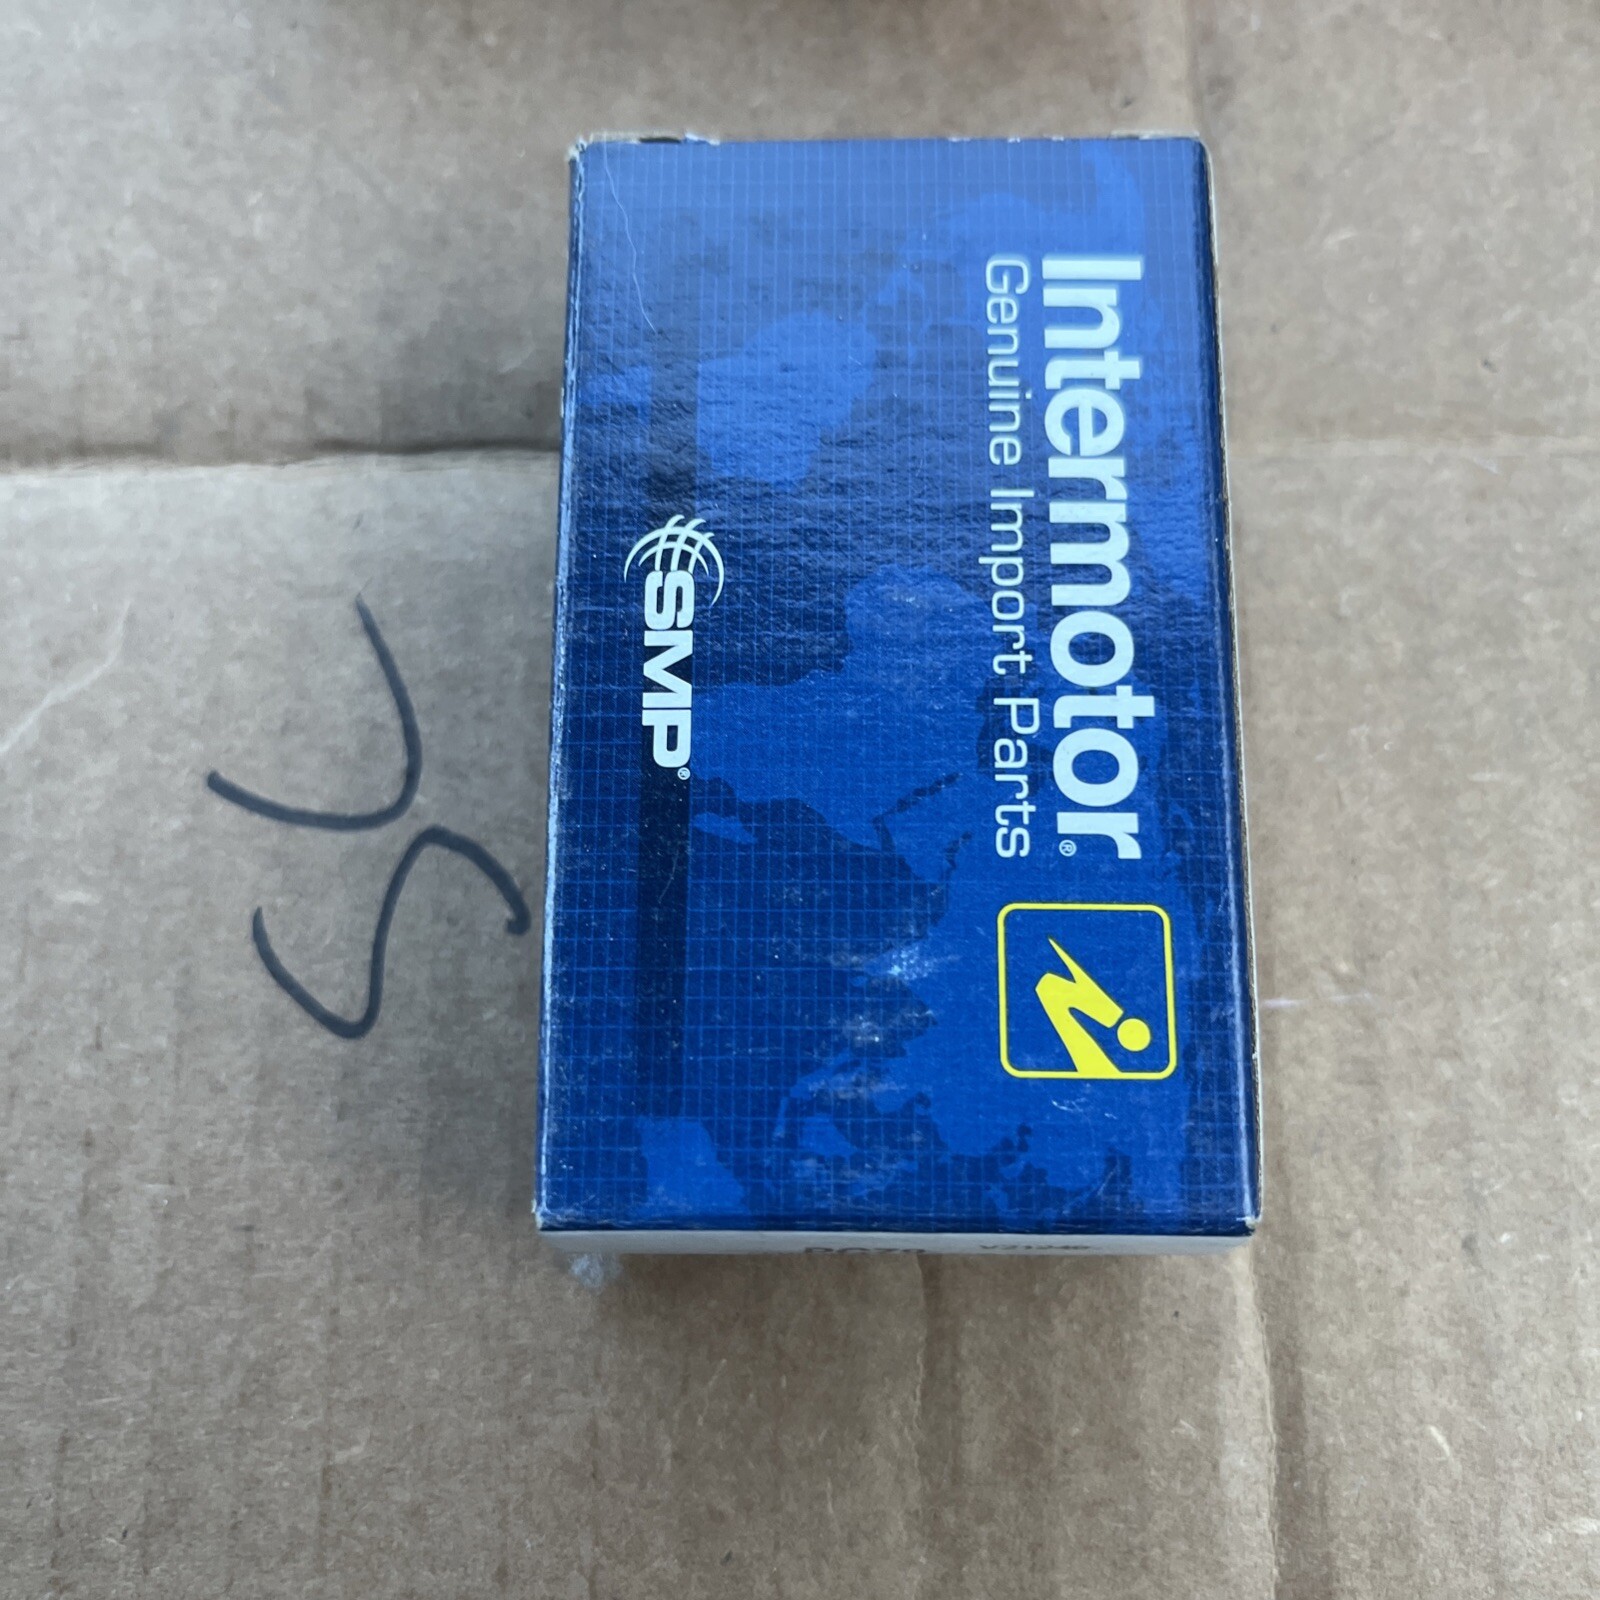 Intermotor®
Genuine Import Parts
SMP®